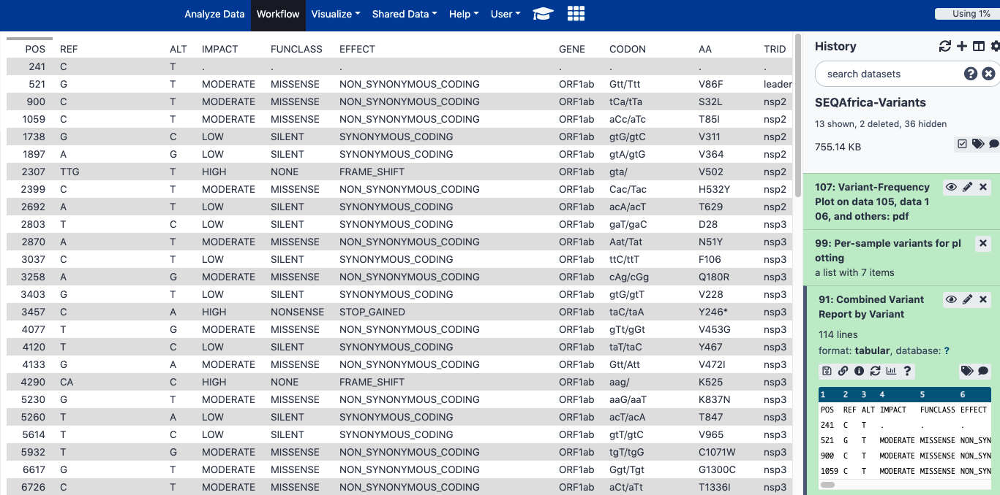 Analyze Data Workflow Visualize Shared Data Help User Using 1%
POS REF ALT IMPACT FUNCLASS EFFECT GENE CODON AA TRID
241 C T . . . . . . .
521 G T MODERATE MISSENSE NON_SYNONYMOUS_CODING ORF1ab Gtt/Ttt V86F leader
900 C T MODERATE MISSENSE NON_SYNONYMOUS_CODING ORF1ab tCa/tTa S32L nsp2
1059 C T MODERATE MISSENSE NON_SYNONYMOUS_CODING ORF1ab aCc/aTc T85I nsp2
1738 G C LOW SILENT SYNONYMOUS_CODING ORF1ab gtG/gtC V311 nsp2
1897 A G LOW SILENT SYNONYMOUS_CODING ORF1ab gtA/gtG V364 nsp2
2307 TTG T HIGH NONE FRAME_SHIFT ORF1ab gta/ V502 nsp2
2399 C T MODERATE MISSENSE NON_SYNONYMOUS_CODING ORF1ab Cac/Tac H532Y nsp2
2692 A T LOW SILENT SYNONYMOUS_CODING ORF1ab acA/acT T629 nsp2
2803 T C LOW SILENT SYNONYMOUS_CODING ORF1ab gaT/gaC D28 nsp3
2870 A T MODERATE MISSENSE NON_SYNONYMOUS_CODING ORF1ab Aat/Tat N51Y nsp3
3037 C T LOW SILENT SYNONYMOUS_CODING ORF1ab ttC/ttT F106 nsp3
3258 A G MODERATE MISSENSE NON_SYNONYMOUS_CODING ORF1ab cAg/cGg Q180R nsp3
3403 G T LOW SILENT SYNONYMOUS_CODING ORF1ab gtG/gtT V228 nsp3
3457 C A HIGH NONSENSE STOP_GAINED ORF1ab taC/taA Y246* nsp3
4077 T G MODERATE MISSENSE NON_SYNONYMOUS_CODING ORF1ab gTt/gGt V453G nsp3
4120 T C LOW SILENT SYNONYMOUS_CODING ORF1ab taT/taC Y467 nsp3
4133 G A MODERATE MISSENSE NON_SYNONYMOUS_CODING ORF1ab Gtt/Att V472I nsp3
4290 CA C HIGH NONE FRAME_SHIFT ORF1ab aag/ K525 nsp3
5230 G T MODERATE MISSENSE NON_SYNONYMOUS_CODING ORF1ab aaG/aaT K837N nsp3
5260 T A LOW SILENT SYNONYMOUS_CODING ORF1ab acT/acA T847 nsp3
5614 T C LOW SILENT SYNONYMOUS_CODING ORF1ab gtT/gtC V965 nsp3
5932 T G MODERATE MISSENSE NON_SYNONYMOUS_CODING ORF1ab tgT/tgG C1071W nsp3
6617 G T MODERATE MISSENSE NON_SYNONYMOUS_CODING ORF1ab Ggt/Tgt G1300C nsp3
6726 C T MODERATE MISSENSE NON_SYNONYMOUS_CODING ORF1ab aCt/aTt T1336I nsp3
History
search datasets
SEQAfrica-Variants
13 shown, 2 deleted, 36 hidden
755.14 KB
107: Variant-Frequency
Plot on data 105, data 1
06, and others: pdf
99: Per-sample variants for pl
otting
a list with 7 items
91: Combined Variant
Report by Variant
114 lines
format: tabular, database: ?
1 2 3 4 5 6
POS REF ALT IMPACT FUNCLASS EFFECT
241 C T . . .
521 G T MODERATE MISSENSE NON_SYN
900 C T MODERATE MISSENSE NON_SYN
1059 C T MODERATE MISSENSE NON_SYN